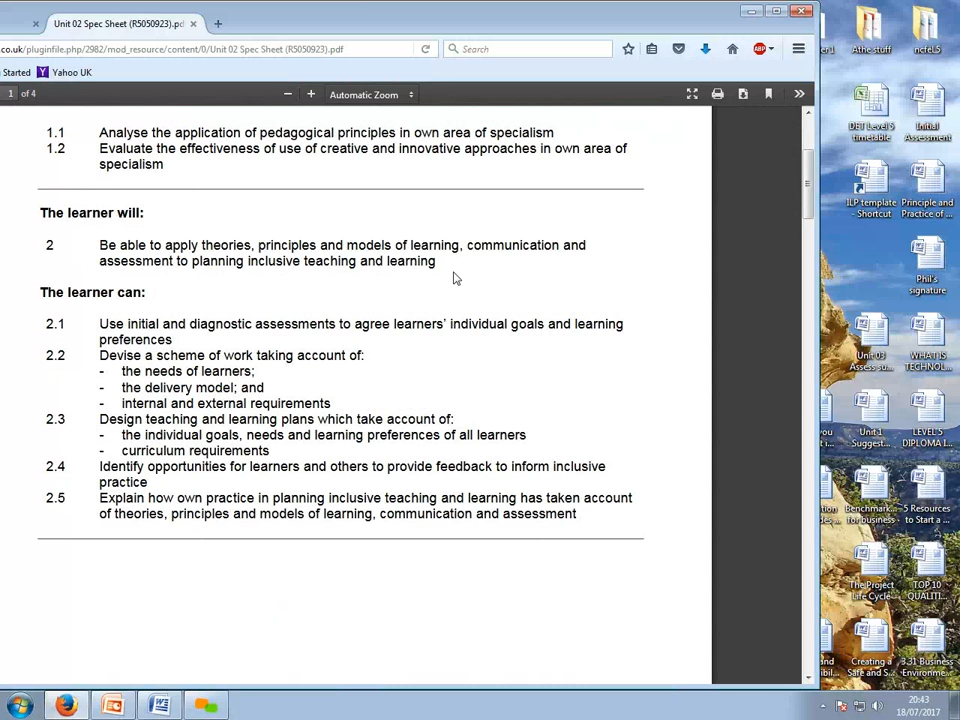 Unit 02 Spec Sheet (R5050923).pd
co.uk/pluginfile.php/2982/mod_resource/content/0/Unit 02 Spec Sheet (R5050923).pdf
Search
ABP
Started
Yahoo UK
1 of 4
Automatic Zoom
1.1 Analyse the application of pedagogical principles in own area of specialism
1.2 Evaluate the effectiveness of use of creative and innovative approaches in own area of
specialism
The learner will:
2 Be able to apply theories, principles and models of learning, communication and
assessment to planning inclusive teaching and learning
The learner can:
2.1 Use initial and diagnostic assessments to agree learners' individual goals and learning
preferences
2.2 Devise a scheme of work taking account of:
- the needs of learners;
- the delivery model; and
- internal and external requirements
2.3 Design teaching and learning plans which take account of:
- the individual goals, needs and learning preferences of all learners
- curriculum requirements
2.4 Identify opportunities for learners and others to provide feedback to inform inclusive
practice
2.5 Explain how own practice in planning inclusive teaching and learning has taken account
of theories, principles and models of learning, communication and assessment
Athe stuff
ncfeL5
DET Level 5
timetable
Initial
Assessment
ILP template
- Shortcut
Principle and
Practice of ...
Phil's
signature
Unit 03
Assess su...
WHAT IS
TECHNOL...
Unit 1
Suggest...
LEVEL 5
DIPLOMA I...
Benchmark...
for business
5 Resources
to Start a ...
The Project
Life Cycle
TOP 10
QUALITI...
Creating a
Safe and S...
3.31 Business
Environme...
20:43
18/07/2017